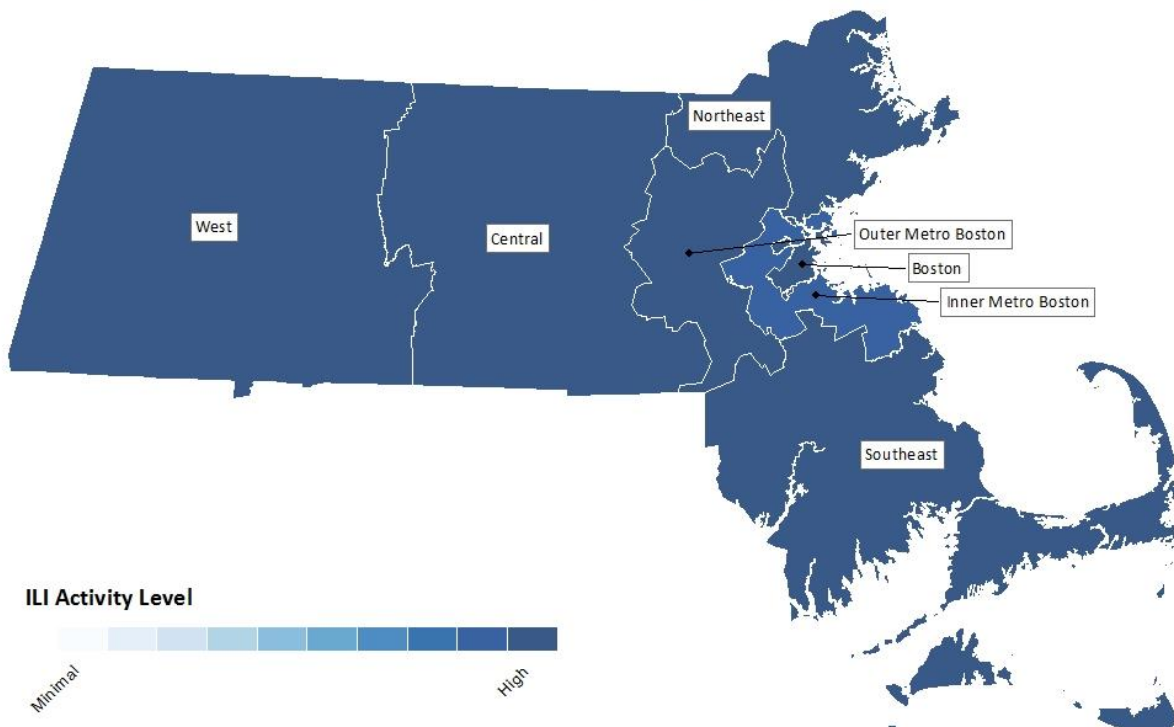 Northeast
West
Central
Outer Metro Boston
Boston
Inner Metro Boston
Southeast
ILI Activity Level
Minimal
High